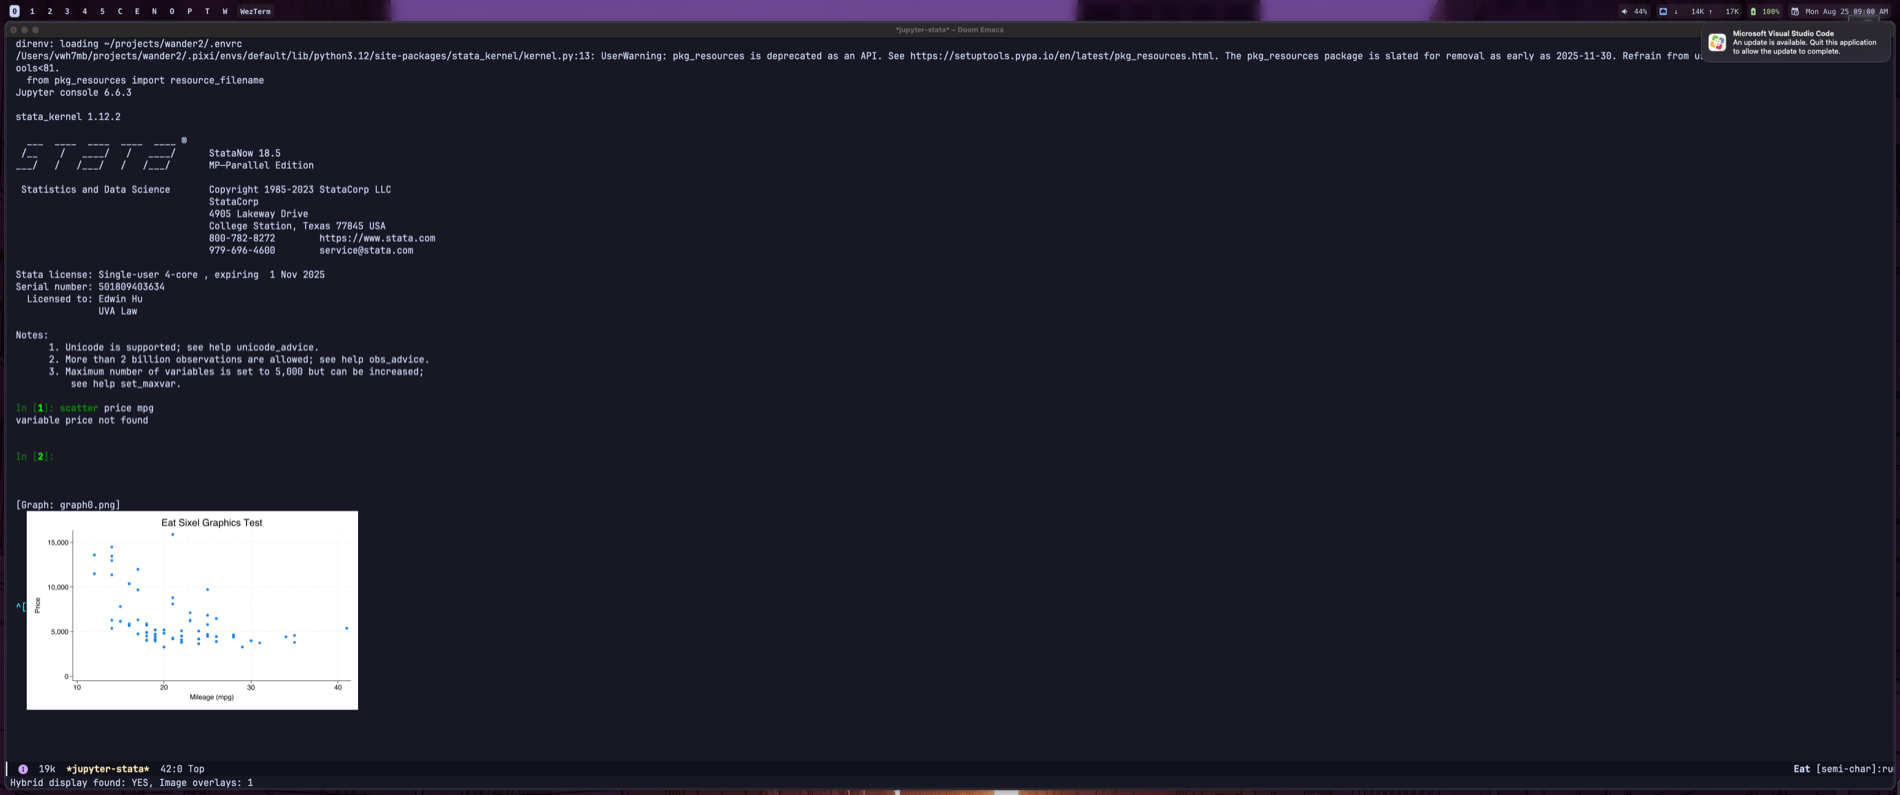 0 1 2 3 4 5 C E N O P T W WezTerm
44% ↓ 14K ↑ 17K 100% Mon Aug 25 09:00 AM
*jupyter-stata* – Doom Emacs
Microsoft Visual Studio Code
An update is available. Quit this application
to allow the update to complete.
direnv: loading ~/projects/wander2/.envrc
/Users/vwh7mb/projects/wander2/.pixi/envs/default/lib/python3.12/site-packages/stata_kernel/kernel.py:13: UserWarning: pkg_resources is deprecated as an API. See https://setuptools.pypa.io/en/latest/pkg_resources.html. The pkg_resources package is slated for removal as early as 2025-11-30. Refrain from
ools<81.
from pkg_resources import resource_filename
Jupyter console 6.6.3
stata_kernel 1.12.2
___ ____ ____ ____ ____ ®
/__ / ____/ / ____/ StataNow 18.5
___/ / /___/ / /___/ MP—Parallel Edition
Statistics and Data Science Copyright 1985-2023 StataCorp LLC
StataCorp
4905 Lakeway Drive
College Station, Texas 77845 USA
800-782-8272 https://www.stata.com
979-696-4600 service@stata.com
Stata license: Single-user 4-core , expiring 1 Nov 2025
Serial number: 501809403634
Licensed to: Edwin Hu
UVA Law
Notes:
1. Unicode is supported; see help unicode_advice.
2. More than 2 billion observations are allowed; see help obs_advice.
3. Maximum number of variables is set to 5,000 but can be increased;
see help set_maxvar.
In [1]: scatter price mpg
variable price not found
In [2]:
[Graph: graph0.png]
Eat Sixel Graphics Test
15,000
10,000
^[
Price
5,000
0
10 20 30 40
Mileage (mpg)
19k *jupyter-stata* 42:0 Top Eat [semi-char]:ru
Hybrid display found: YES, Image overlays: 1